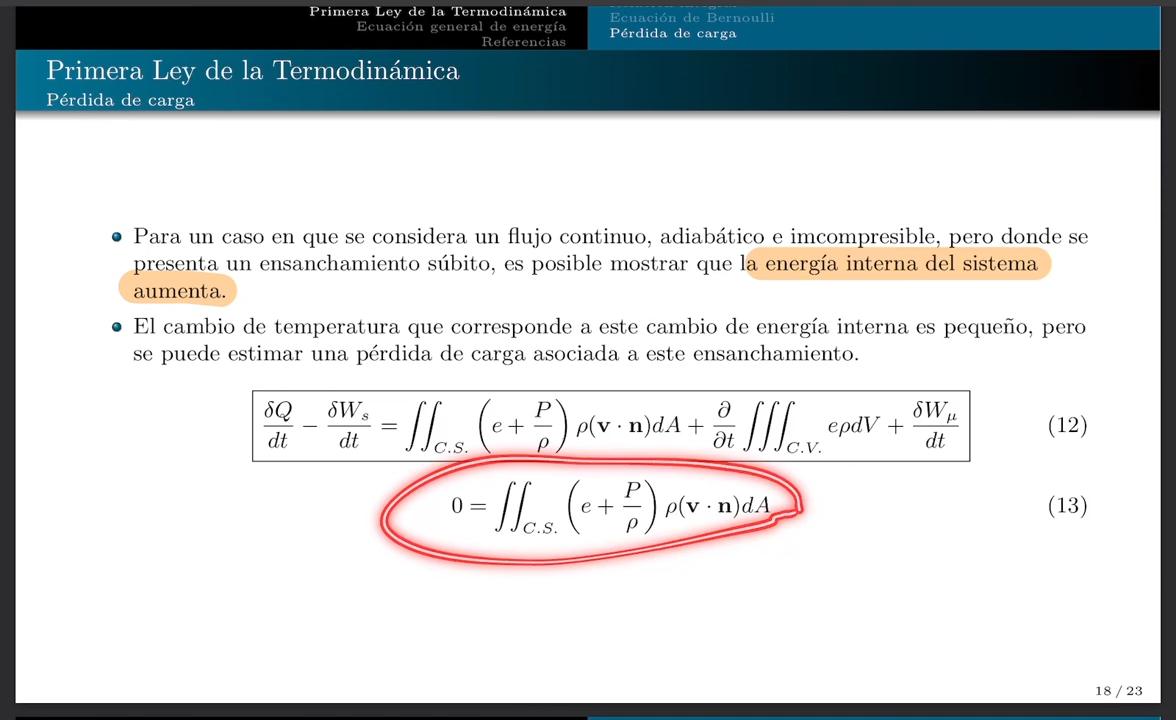 Primera Ley de la Termodinámica
Ecuación general de energía
Referencias
Ecuación de Bernoulli
Pérdida de carga
Primera Ley de la Termodinámica
Pérdida de carga
Para un caso en que se considera un flujo continuo, adiabático e imcompresible, pero donde se
presenta un ensanchamiento súbito, es posible mostrar que la energía interna del sistema
aumenta.
El cambio de temperatura que corresponde a este cambio de energía interna es pequeño, pero
se puede estimar una pérdida de carga asociada a este ensanchamiento.
δQ/dt − δW_s/dt = ∬_C.S. (e + P/ρ) ρ(v · n)dA + ∂/∂t ∭_C.V. eρdV + δW_μ/dt (12)
0 = ∬_C.S. (e + P/ρ) ρ(v · n)dA (13)
18 / 23